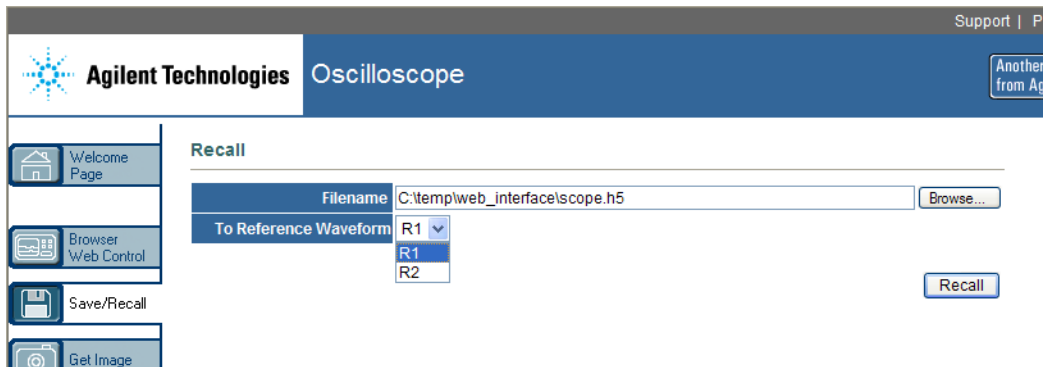 Support | P
Agilent Technologies
Oscilloscope
Another
from Ag
Welcome
Page
Recall
Filename C:\temp\web_interface\scope.h5 Browse...
To Reference Waveform R1
R1
R2
Browser
Web Control
Recall
Save/Recall
Get Image